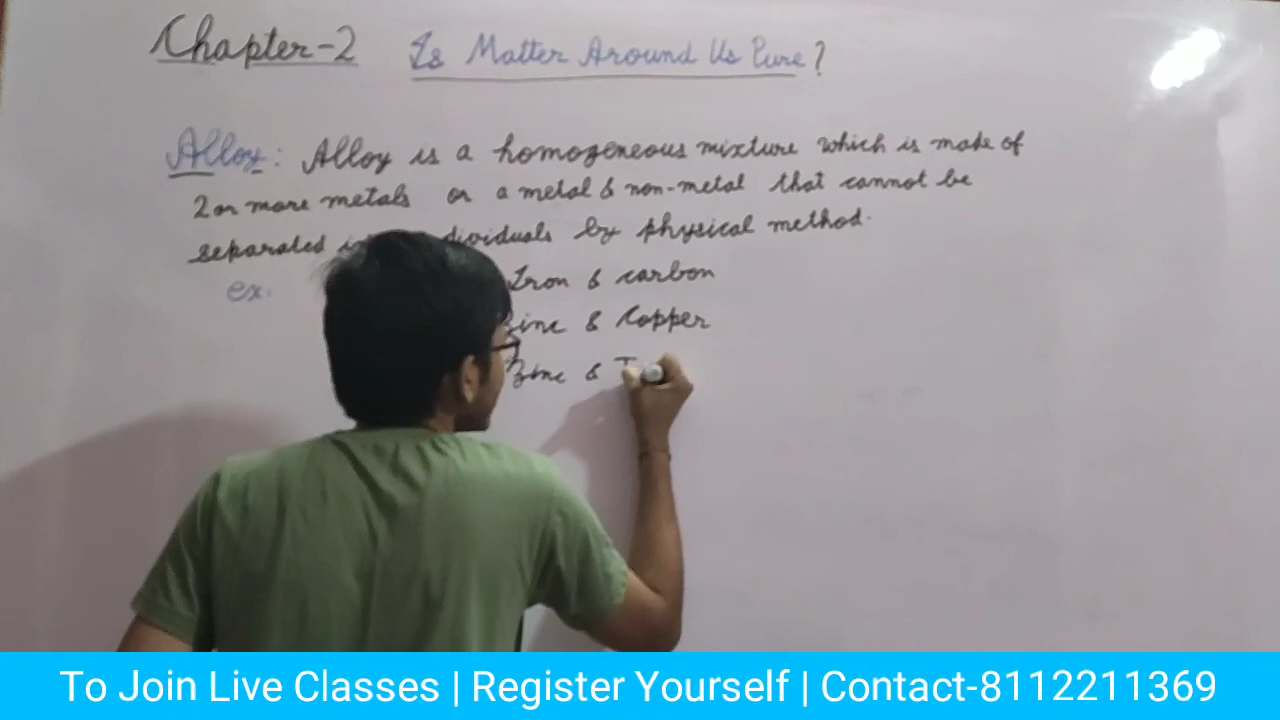 Chapter-2 Is Matter Around Us Pure?
Alloy: Alloy is a homogeneous mixture which is made of
2 or more metals or a metal & non-metal that cannot be
separated by physical method.
ex. Iron & carbon
& Copper
Zinc &
To Join Live Classes | Register Yourself | Contact-8112211369